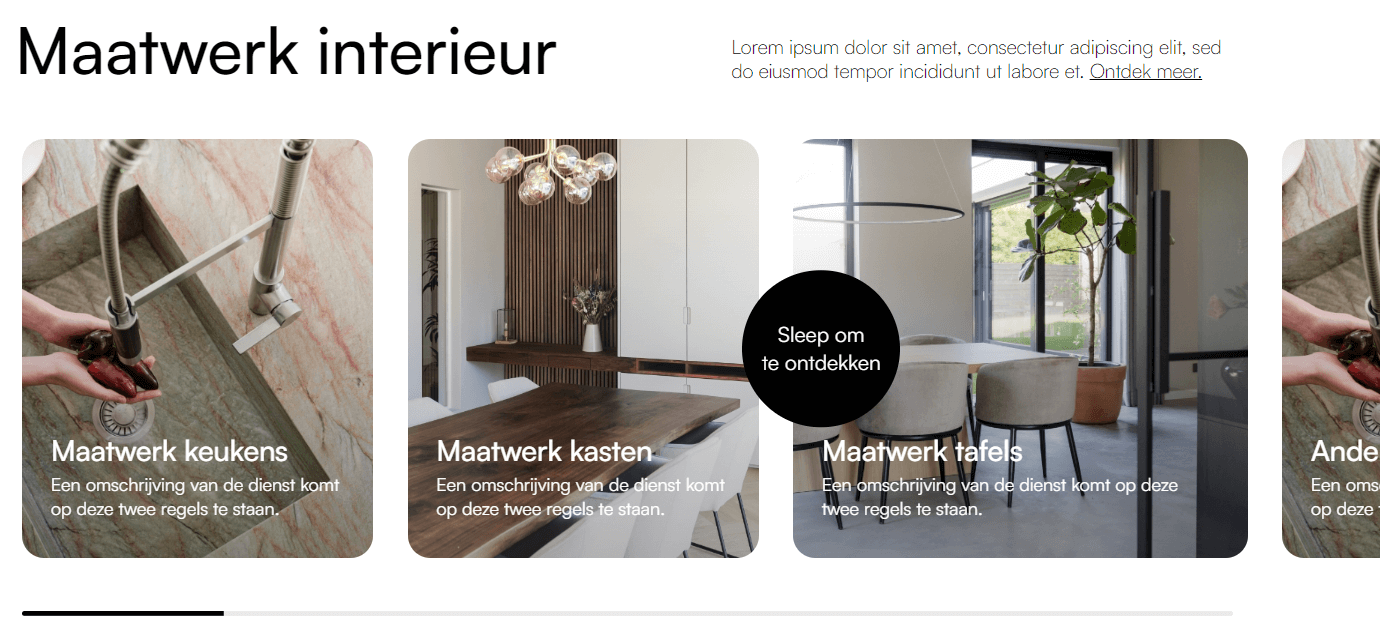 Maatwerk interieur
Lorem ipsum dolor sit amet, consectetur adipiscing elit, sed
do eiusmod tempor incididunt ut labore et. Ontdek meer.
Sleep om
te ontdekken
Maatwerk keukens
Een omschrijving van de dienst komt
op deze twee regels te staan.
Maatwerk kasten
Een omschrijving van de dienst komt
op deze twee regels te staan.
Maatwerk tafels
Een omschrijving van de dienst komt op deze
twee regels te staan.
Ande
Een oms
op deze